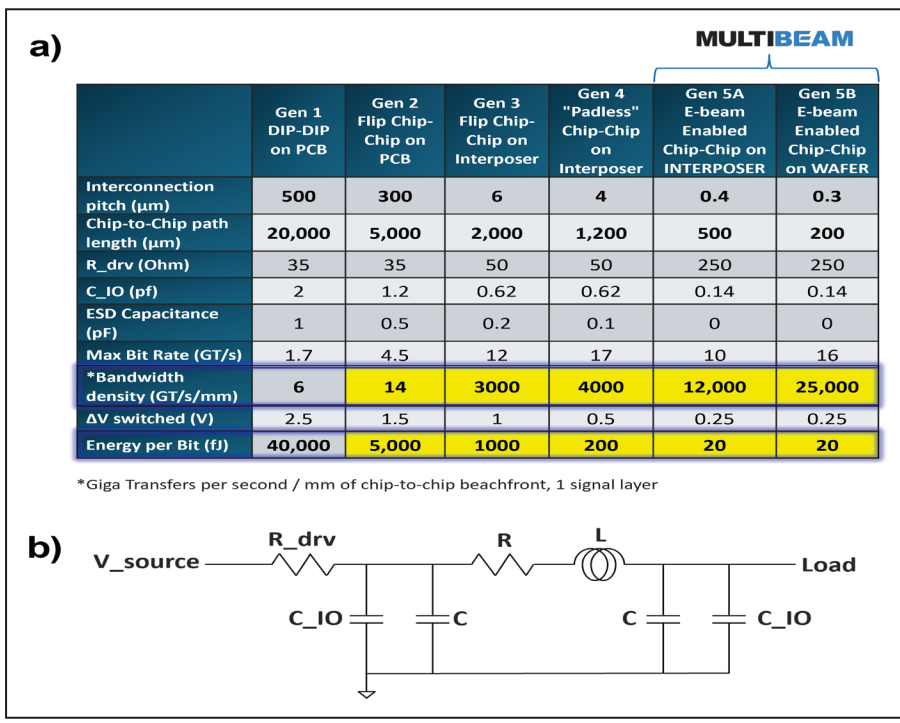 a)
MULTIBEAM
Gen 1
DIP-DIP
on PCB
Gen 2
Flip Chip-
Chip on
PCB
Gen 3
Flip Chip-
Chip on
Interposer
Gen 4
"Padless"
Chip-Chip
on
Interposer
Gen 5A
E-beam
Enabled
Chip-Chip on
INTERPOSER
Gen 5B
E-beam
Enabled
Chip-Chip
on WAFER
Interconnection
pitch (μm) 500 300 6 4 0.4 0.3
Chip-to-Chip path
length (μm) 20,000 5,000 2,000 1,200 500 200
R_drv (Ohm) 35 35 50 50 250 250
C_IO (pf) 2 1.2 0.62 0.62 0.14 0.14
ESD Capacitance
(pF) 1 0.5 0.2 0.1 0 0
Max Bit Rate (GT/s) 1.7 4.5 12 17 10 16
*Bandwidth
density (GT/s/mm) 6 14 3000 4000 12,000 25,000
ΔV switched (V) 2.5 1.5 1 0.5 0.25 0.25
Energy per Bit (fJ) 40,000 5,000 1000 200 20 20
*Giga Transfers per second / mm of chip-to-chip beachfront, 1 signal layer
b)
V_source R_drv R L Load
C_IO C C C_IO